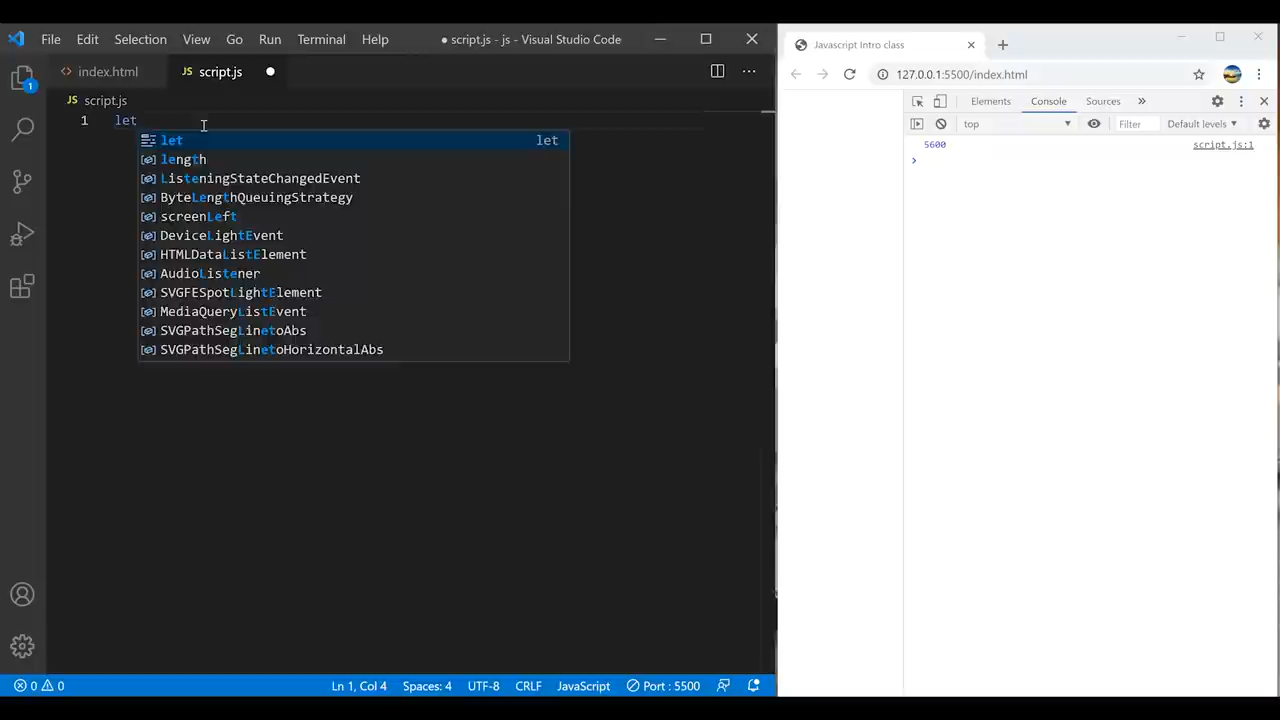 File Edit Selection View Go Run Terminal Help
script.js - js - Visual Studio Code
index.html
JS script.js
JS script.js
1 let
let let
length
ListeningStateChangedEvent
ByteLengthQueuingStrategy
screenLeft
DeviceLightEvent
HTMLDataListElement
AudioListener
SVGFESpotLightElement
MediaQueryListEvent
SVGPathSegLinetoAbs
SVGPathSegLinetoHorizontalAbs
1
0 0
Ln 1, Col 4 Spaces: 4 UTF-8 CRLF JavaScript Port : 5500
Javascript Intro class
127.0.0.1:5500/index.html
Elements Console Sources
top Filter Default levels
5600 script.js:1